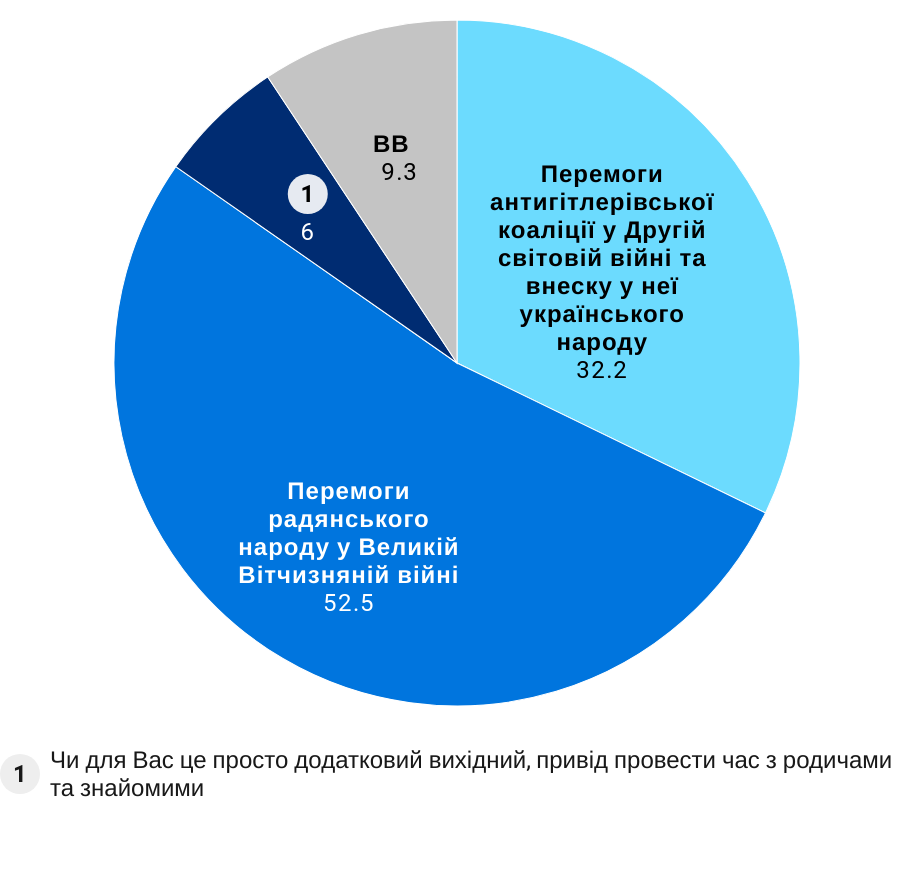 ВВ
9.3
1
6
Перемоги
антигітлерівської
коаліції у Другій
світовій війні та
внеску у неї
українського
народу
32.2
Перемоги
радянського
народу у Великій
Вітчизняній війні
52.5
1 Чи для Вас це просто додатковий вихідний, привід провести час з родичами
та знайомими